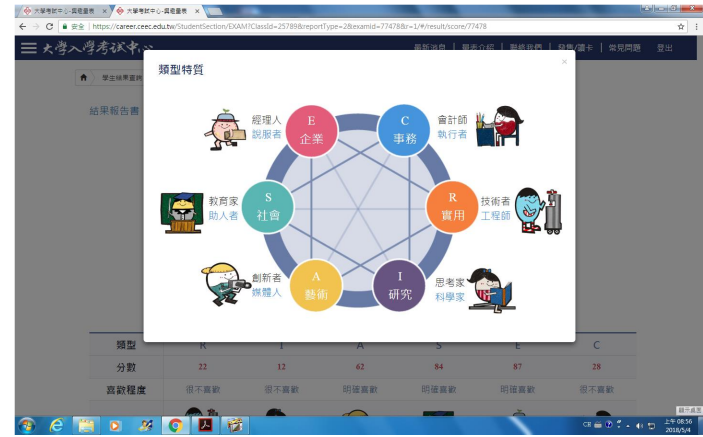 大學考試中心-興趣量表
大學考試中心-興趣量表
安全 | https://career.ceec.edu.tw/StudentSection/EXAM?ClassId=25789&reportType=2&examid=77478&r=1/#/result/score/77478
大學入學考試中心
最新消息 | 量表介紹 | 聯絡我們 | 發售/讀卡 | 常見問題 登出
學生結果查詢
結果報告書
類型特質
經理人
說服者
E
企業
C
事務
會計師
執行者
教育家
助人者
S
社會
R
實用
技術者
工程師
創新者
媒體人
A
藝術
I
研究
思考家
科學家
類型 R I A S E C
分數 22 12 62 84 87 28
喜歡程度 很不喜歡 很不喜歡 明確喜歡 明確喜歡 明確喜歡 很不喜歡
顯示桌面
CH
上午 08:56
2018/5/4